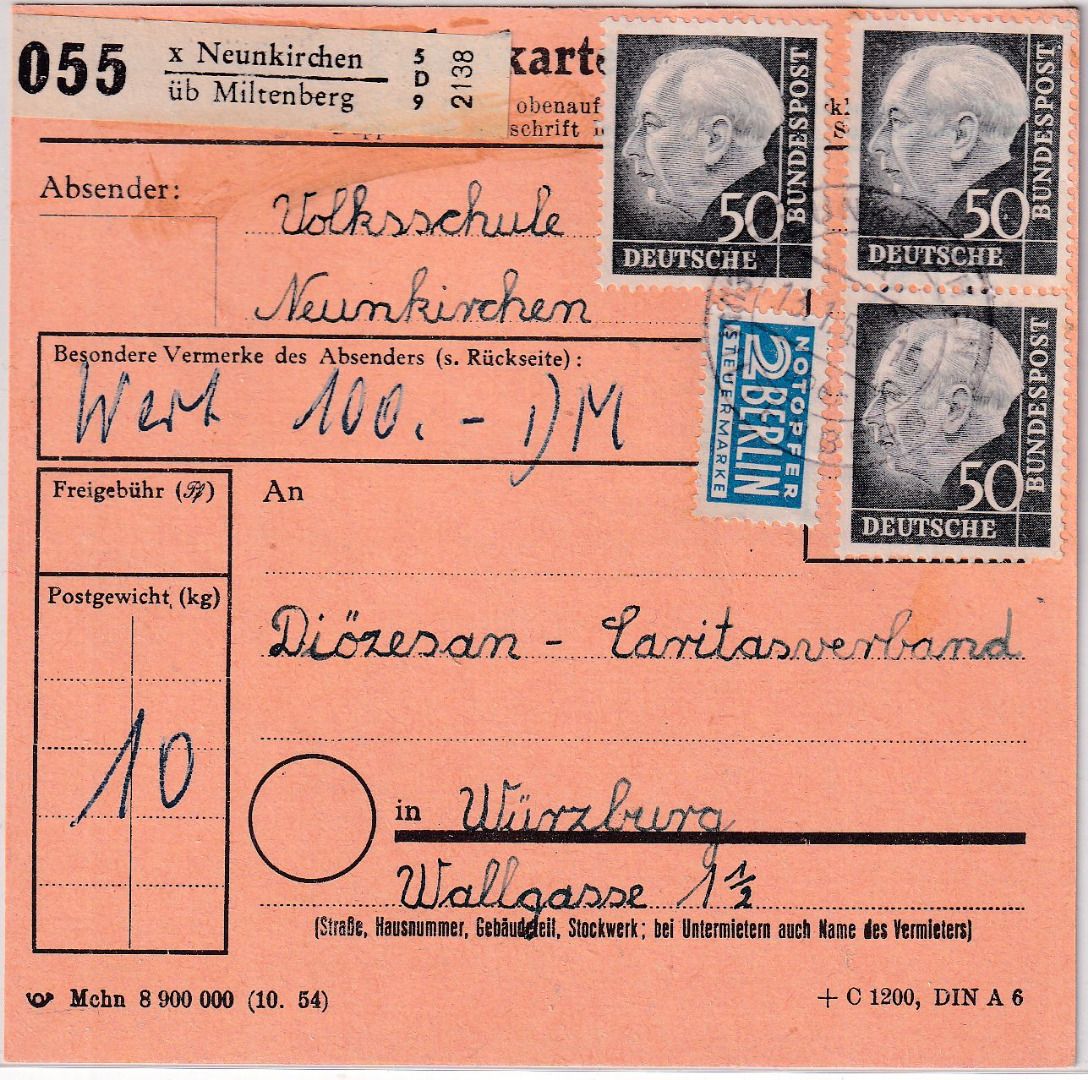 055
x Neunkirchen
üb Miltenberg
5
D
9
2138
karte
obenauf
schrift
Absender:
Volksschule
Neunkirchen
Besondere Vermerke des Absenders (s. Rückseite):
Wert 100.- DM
50
BUNDESPOST
DEUTSCHE
50
BUNDESPOST
DEUTSCHE
50
BUNDESPOST
DEUTSCHE
NOTOPFER
2 BERLIN
STEUERMARKE
Freigebühr (Pf)
An
Postgewicht (kg)
10
Diözesan - Caritasverband
in Würzburg
Wallgasse 1 1/2
(Straße, Hausnummer, Gebäudeteil, Stockwerk; bei Untermietern auch Name des Vermieters)
Mchn 8 900 000 (10. 54)
+ C 1200, DIN A 6